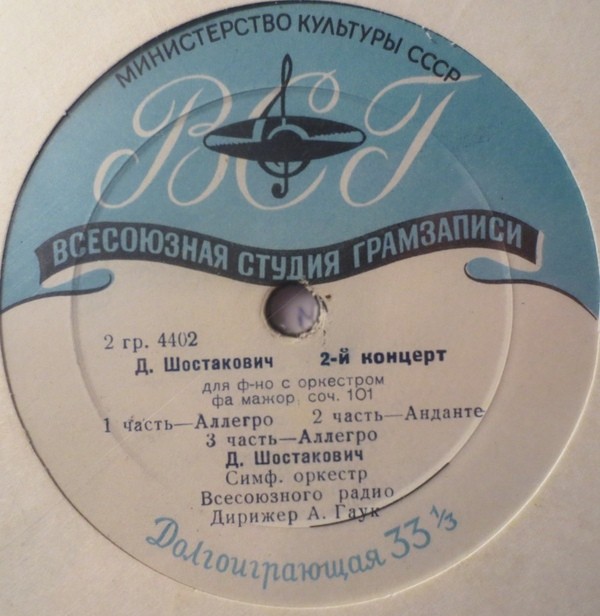 МИНИСТЕРСТВО КУЛЬТУРЫ СССР
ВСГ
ВСЕСОЮЗНАЯ СТУДИЯ ГРАМЗАПИСИ
2 гр. 4402
Д. Шостакович 2-й концерт
для ф-но с оркестром
фа мажор соч. 101
1 часть—Аллегро 2 часть—Анданте
3 часть—Аллегро
Д. Шостакович
Симф. оркестр
Всесоюзного радио
Дирижер А. Гаук
Долгоиграющая 33 1/3